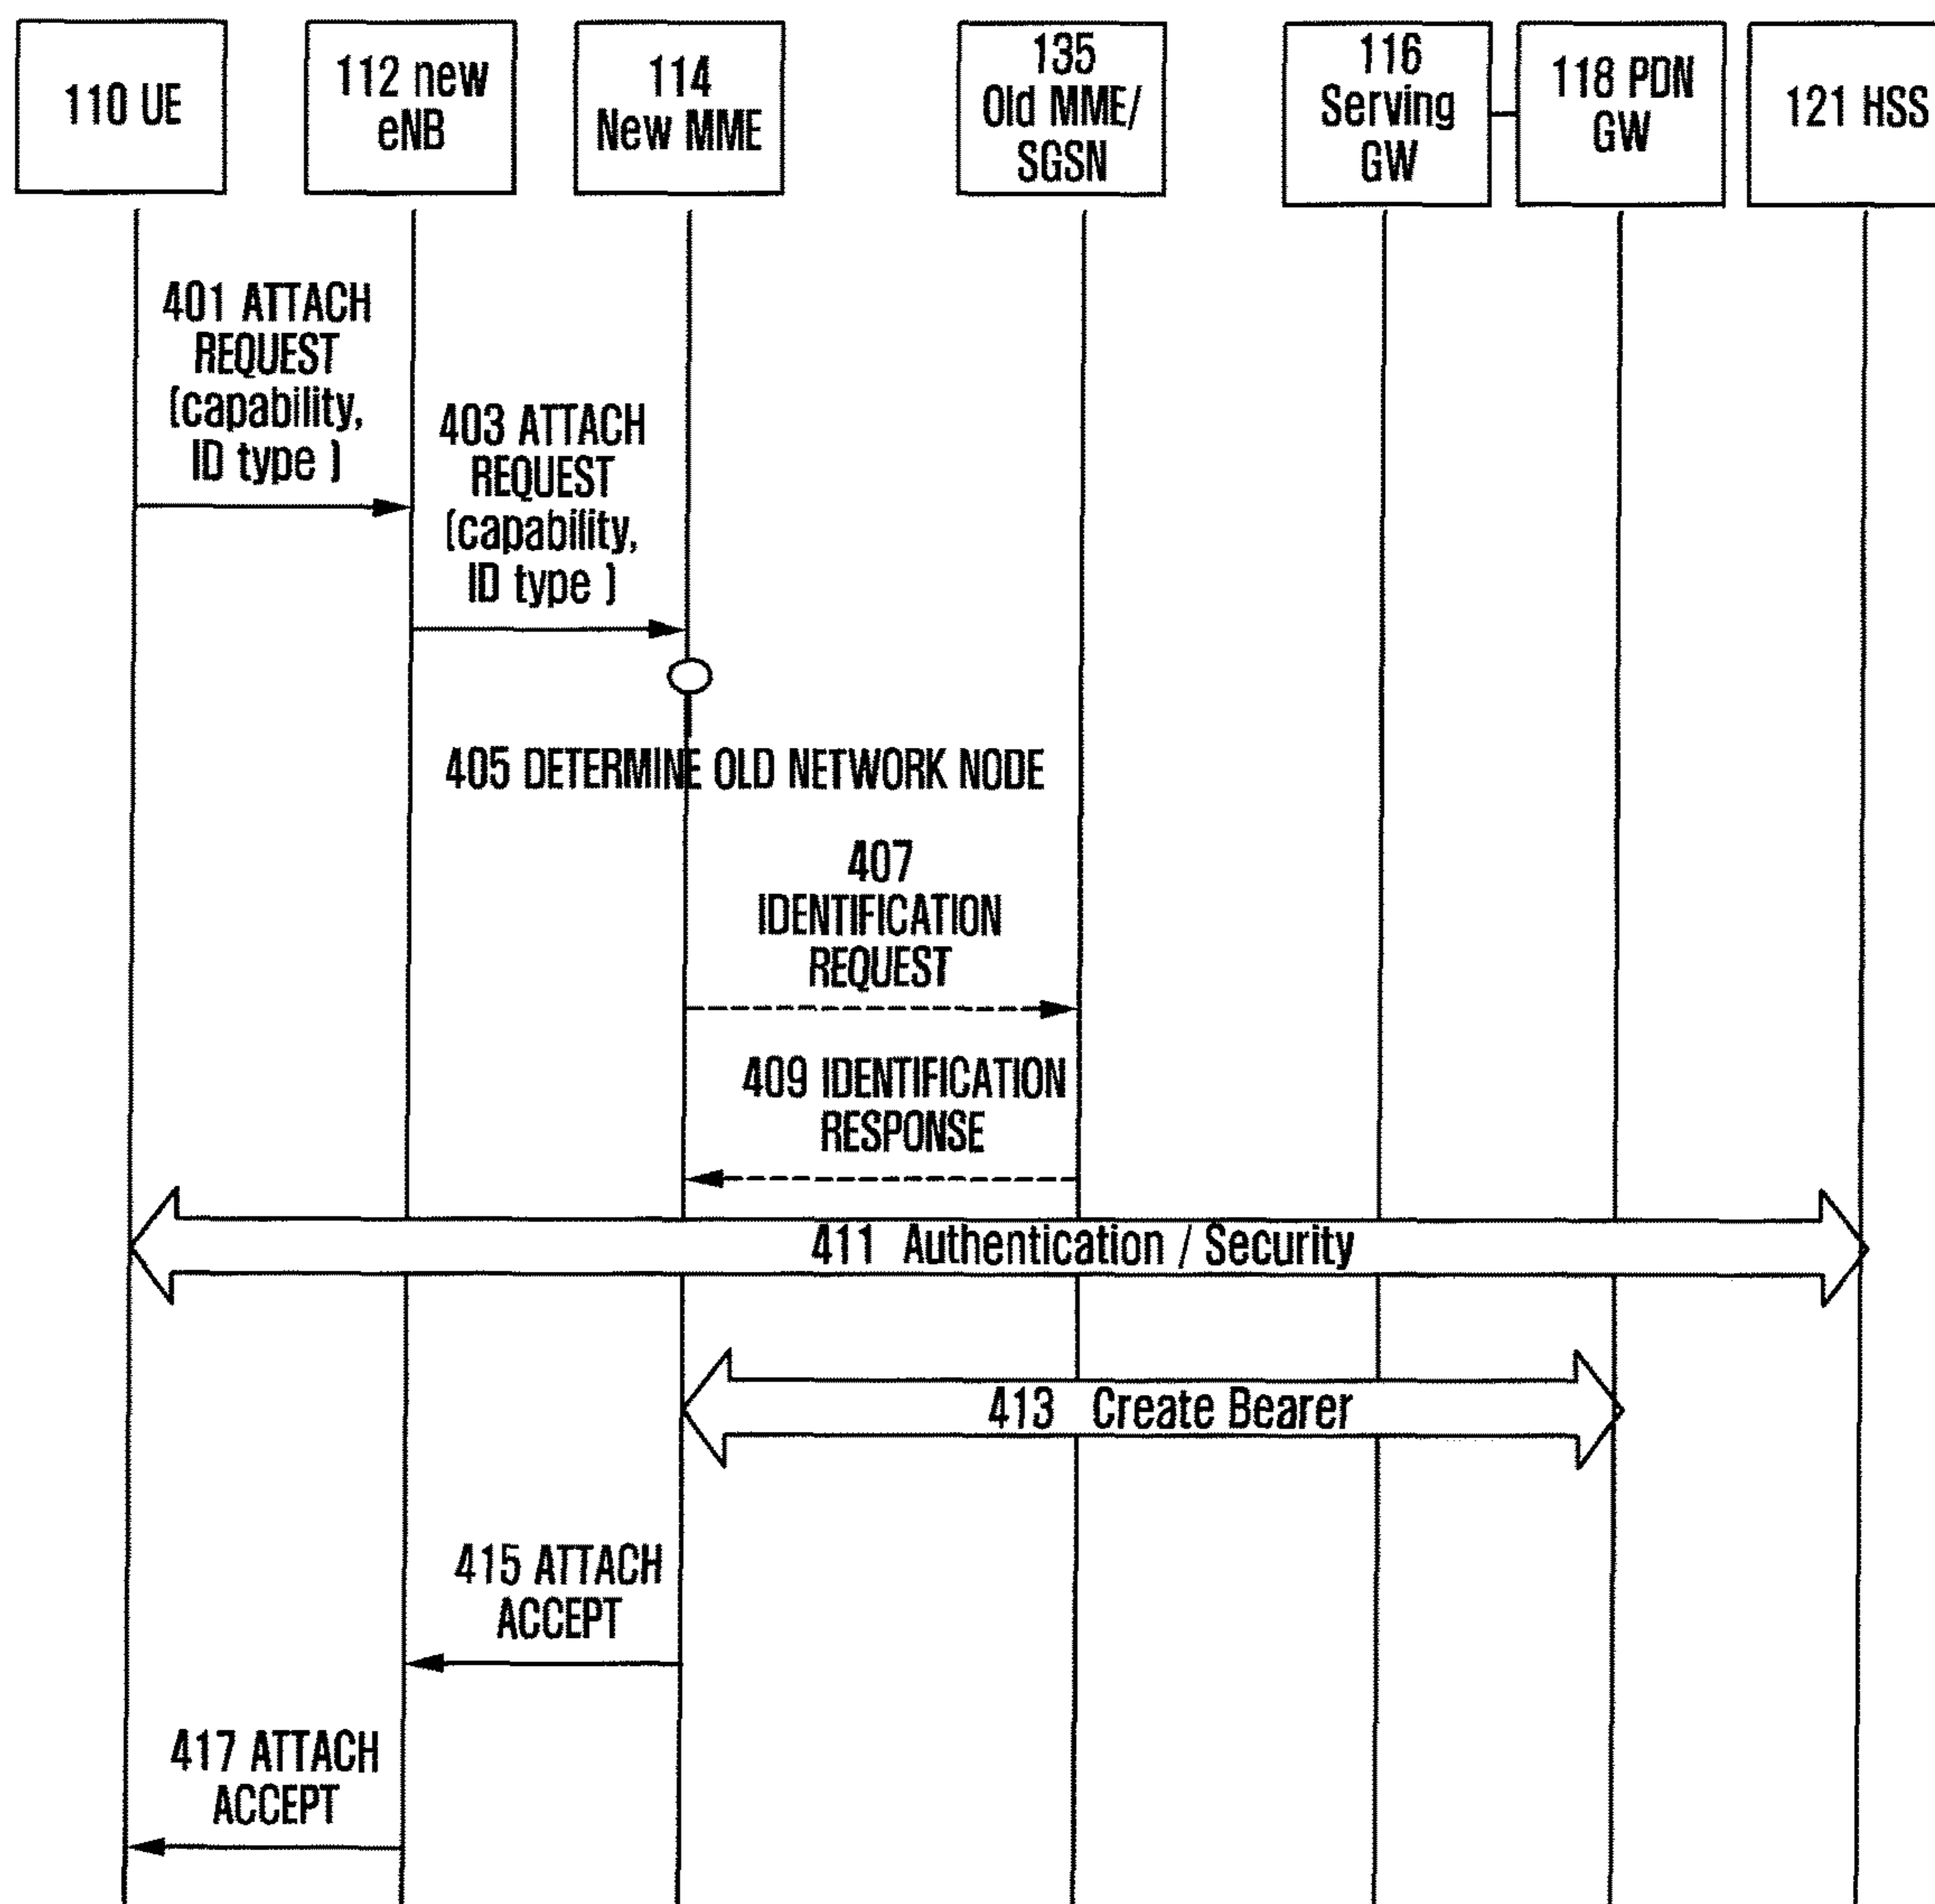 110 UE
112 new
eNB
114
New MME
135
Old MME/
SGSN
116
Serving
GW
118 PDN
GW
121 HSS
401 ATTACH
REQUEST
(capability,
ID type )
403 ATTACH
REQUEST
(capability,
ID type )
405 DETERMINE OLD NETWORK NODE
407
IDENTIFICATION
REQUEST
409 IDENTIFICATION
RESPONSE
411 Authentication / Security
413 Create Bearer
415 ATTACH
ACCEPT
417 ATTACH
ACCEPT